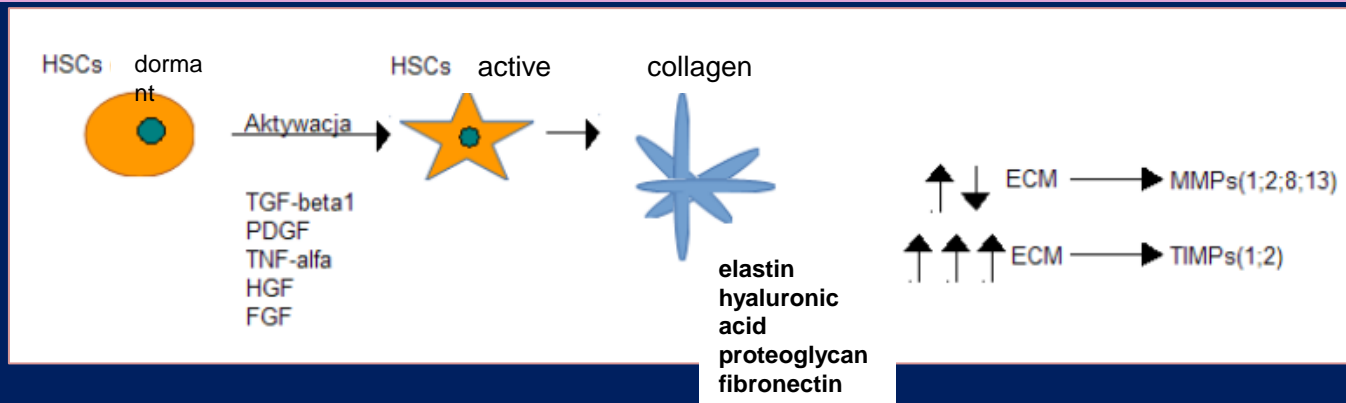 HSCs dorma
nt
Aktywacja
TGF-beta1
PDGF
TNF-alfa
HGF
FGF
HSCs active
collagen
elastin
hyaluronic
acid
proteoglycan
fibronectin
ECM MMPs(1;2;8;13)
ECM TIMPs(1;2)